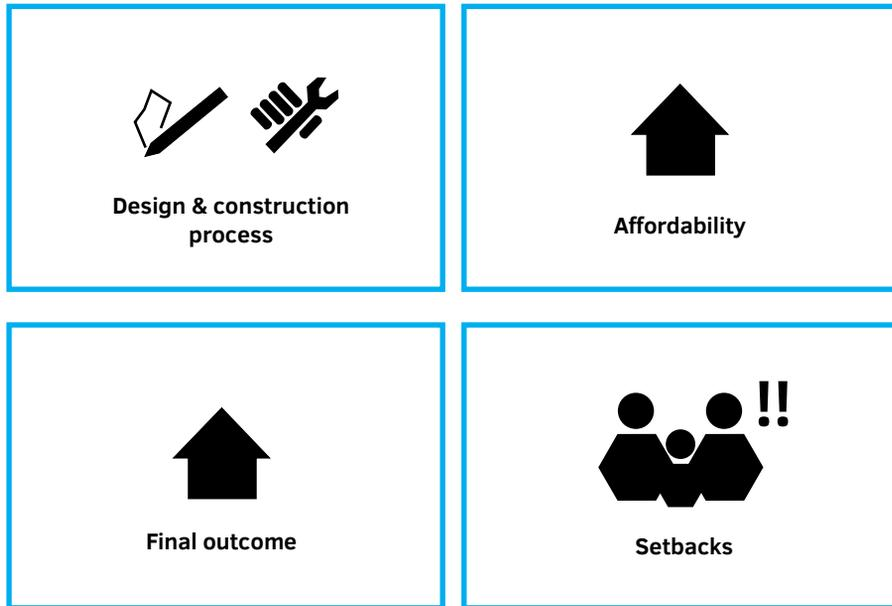 Design & construction
process
Affordability
Final outcome
!!
Setbacks